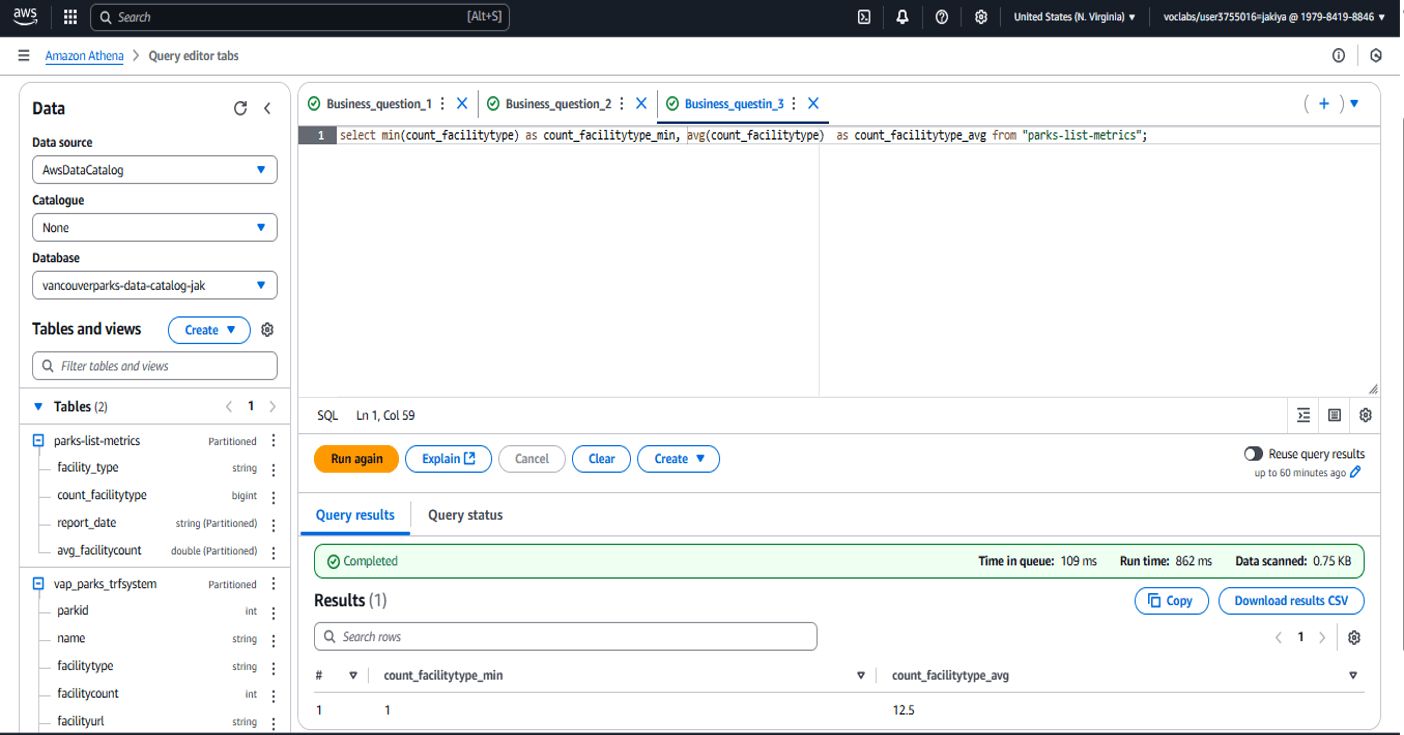 aws
Search
[Alt+S]
United States (N. Virginia)
voclabs/user3755016=jakiya @ 1979-8419-8846
Amazon Athena
Query editor tabs
Data
Data source
AwsDataCatalog
Catalogue
None
Database
vancouverparks-data-catalog-jak
Tables and views
Create
Filter tables and views
Tables (2)
1
parks-list-metrics Partitioned
facility_type string
count_facilitytype bigint
report_date string (Partitioned)
avg_facilitycount double (Partitioned)
vap_parks_trfsystem Partitioned
parkid int
name string
facilitytype string
facilitycount int
facilityurl string
Business_question_1
Business_question_2
Business_questin_3
1 select min(count_facilitytype) as count_facilitytype_min, avg(count_facilitytype) as count_facilitytype_avg from "parks-list-metrics";
SQL Ln 1, Col 59
Run again
Explain
Cancel
Clear
Create
Reuse query results
up to 60 minutes ago
Query results
Query status
Completed
Time in queue: 109 ms Run time: 862 ms Data scanned: 0.75 KB
Results (1)
Copy
Download results CSV
Search rows
1
# count_facilitytype_min count_facilitytype_avg
1 1 12.5